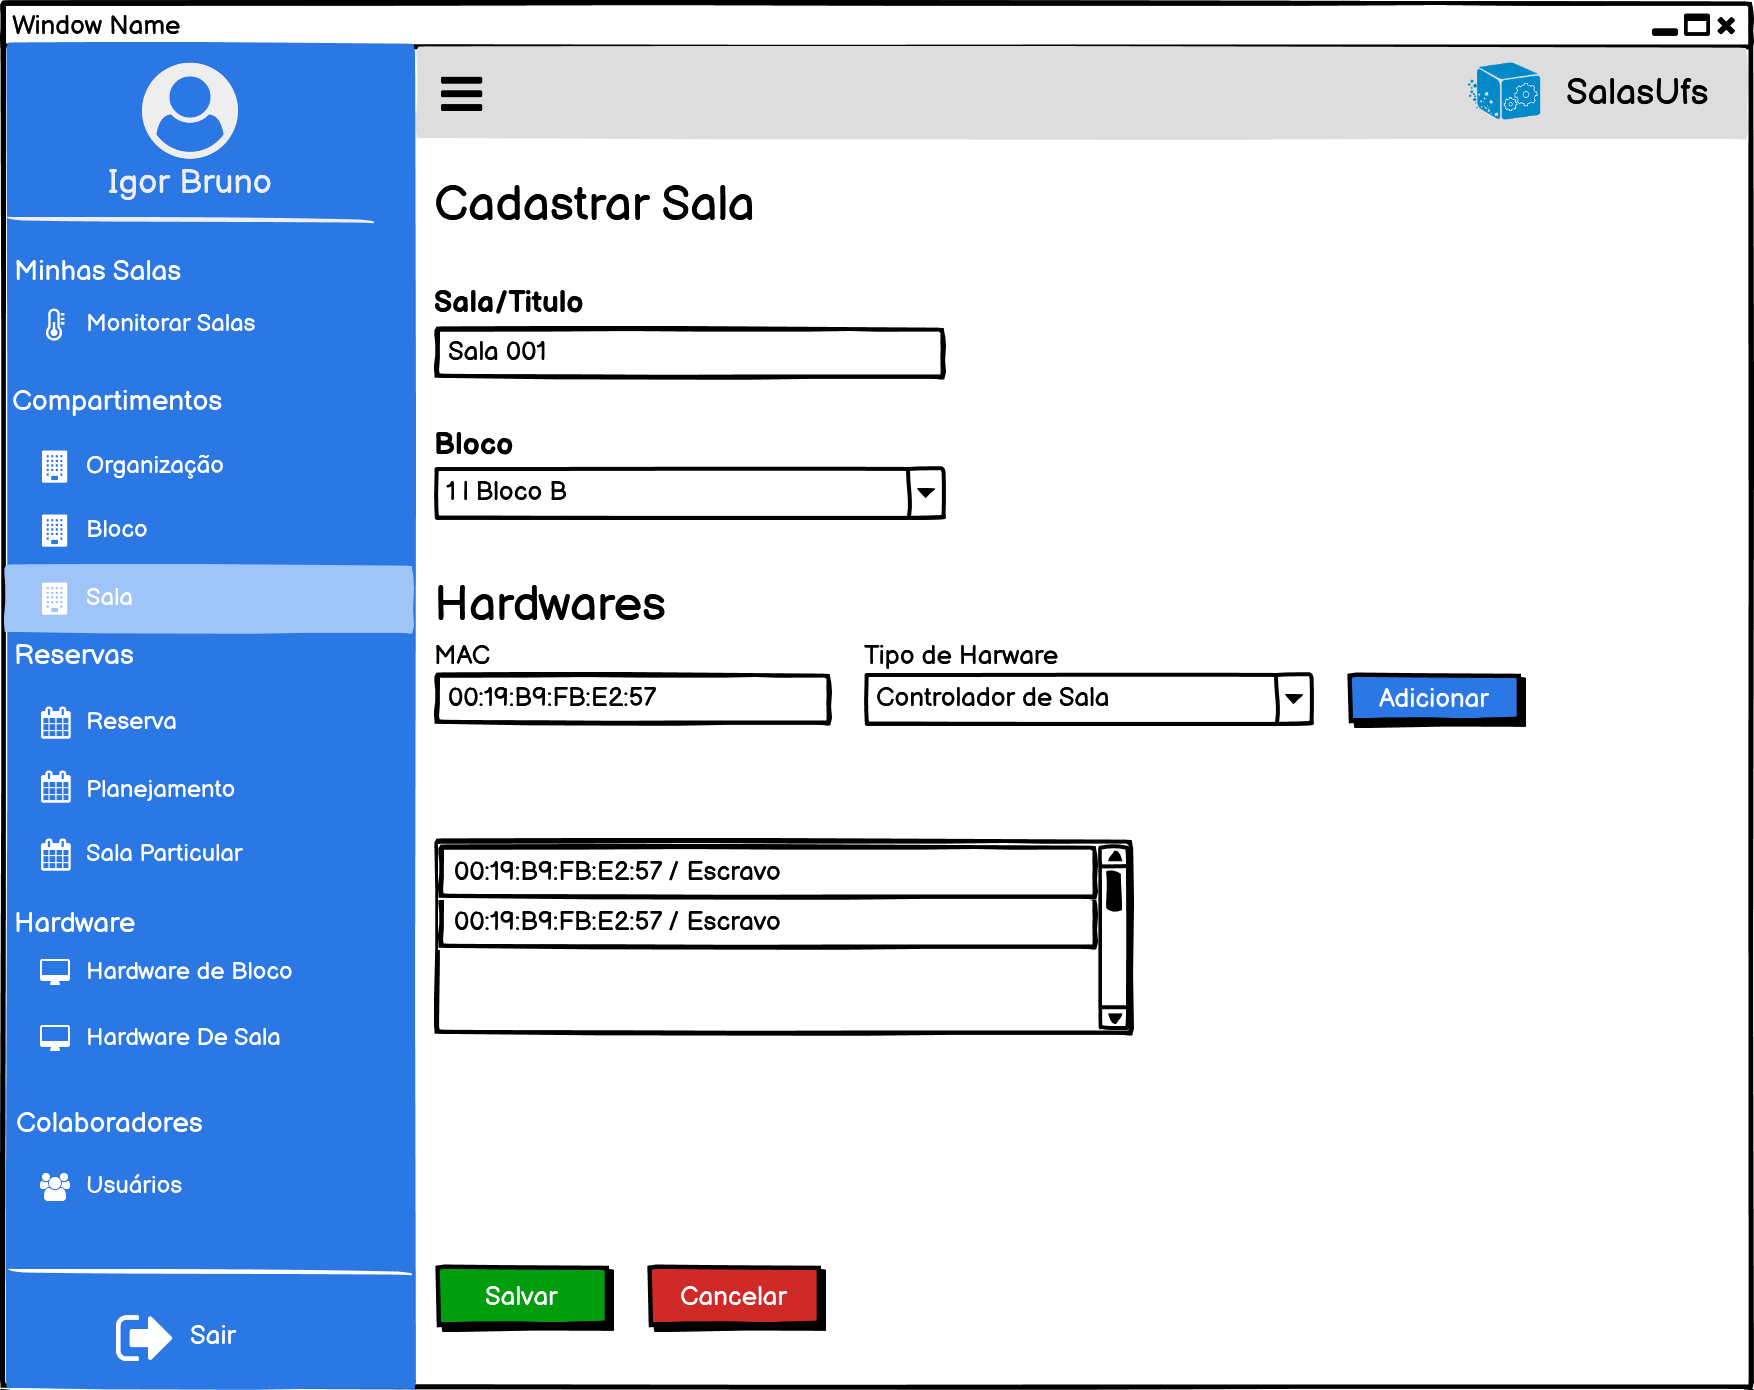 Window Name
Igor Bruno
Minhas Salas
Monitorar Salas
Compartimentos
Organização
Bloco
Sala
Reservas
Reserva
Planejamento
Sala Particular
Hardware
Hardware de Bloco
Hardware De Sala
Colaboradores
Usuários
Sair
SalasUfs
Cadastrar Sala
Sala/Titulo
Sala 001
Bloco
1 | Bloco B
Hardwares
MAC
Tipo de Harware
00:19:B9:FB:E2:57
Controlador de Sala
Adicionar
00:19:B9:FB:E2:57 / Escravo
00:19:B9:FB:E2:57 / Escravo
Salvar
Cancelar